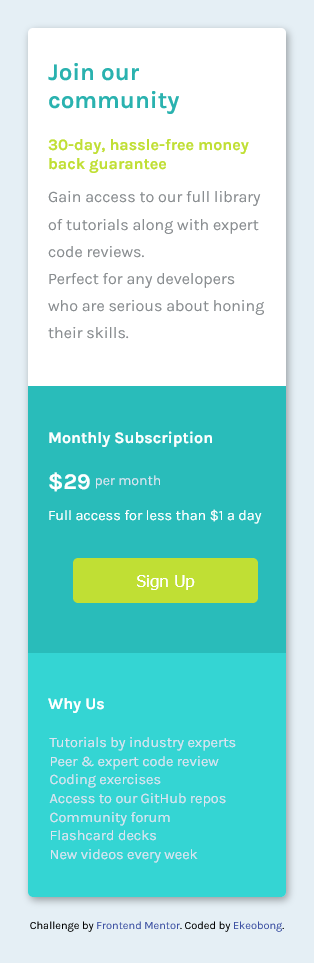 Join our
community
30-day, hassle-free money
back guarantee
Gain access to our full library
of tutorials along with expert
code reviews.
Perfect for any developers
who are serious about honing
their skills.
Monthly Subscription
$29 per month
Full access for less than $1 a day
Sign Up
Why Us
Tutorials by industry experts
Peer & expert code review
Coding exercises
Access to our GitHub repos
Community forum
Flashcard decks
New videos every week
Challenge by Frontend Mentor. Coded by Ekeobong.